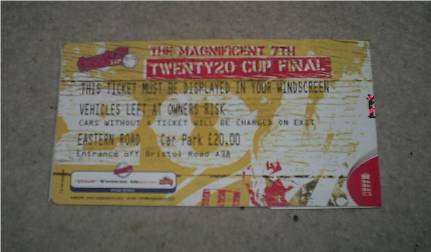 THE MAGNIFICENT 7TH
TWENTY20 CUP FINAL
THIS TICKET MUST BE DISPLAYED IN YOUR WINDSCREEN
VEHICLES LEFT AT OWNERS RISK
CARS WITHOUT A TICKET WILL BE CHARGED ON EXIT
EASTERN ROAD Car Park £20.00
Entrance off Bristol Road A38